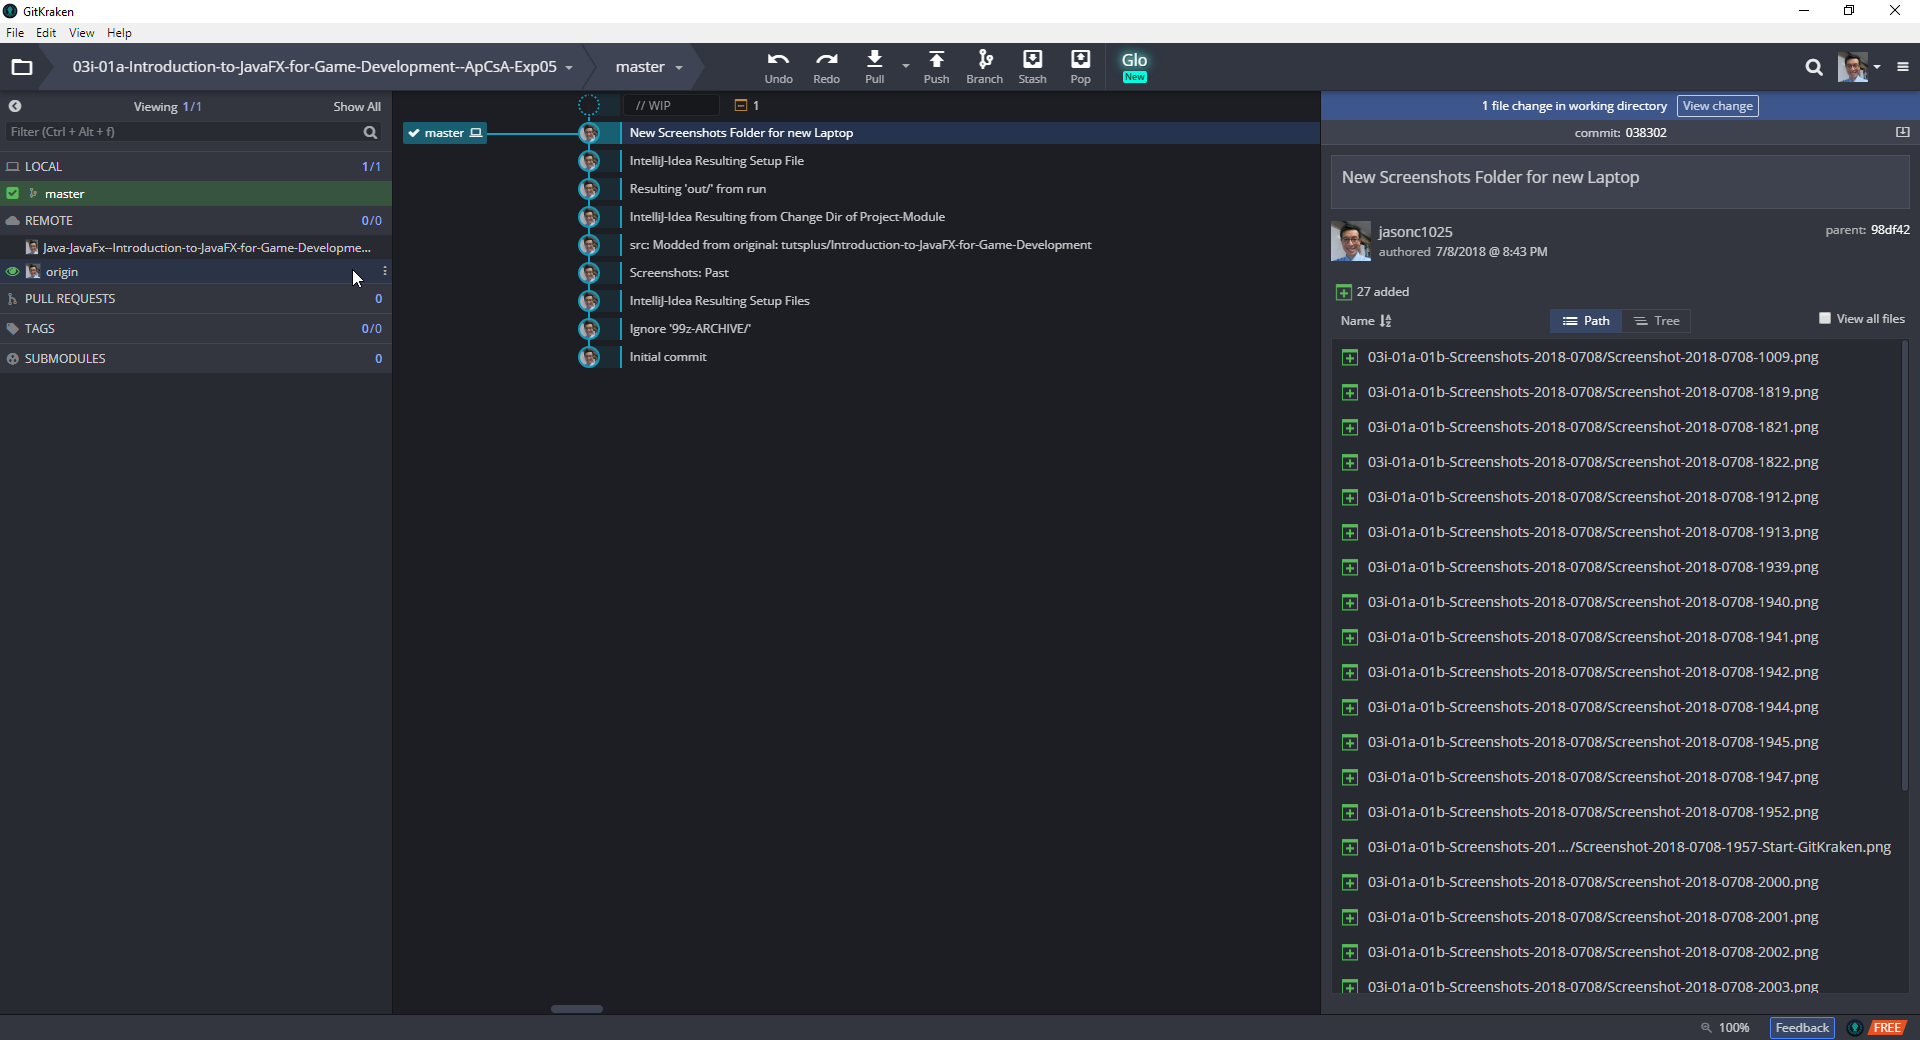 GitKraken
File Edit View Help
03i-01a-Introduction-to-JavaFX-for-Game-Development--ApCsA-Exp05
master
Undo Redo Pull Push Branch Stash Pop
Glo
New
Viewing 1/1 Show All
Filter (Ctrl + Alt + f)
LOCAL 1/1
master
REMOTE 0/0
Java-JavaFx--Introduction-to-JavaFX-for-Game-Developme...
origin
PULL REQUESTS 0
TAGS 0/0
SUBMODULES 0
// WIP 1
master
New Screenshots Folder for new Laptop
IntelliJ-Idea Resulting Setup File
Resulting 'out/' from run
IntelliJ-Idea Resulting from Change Dir of Project-Module
src: Modded from original: tutsplus/Introduction-to-JavaFX-for-Game-Development
Screenshots: Past
IntelliJ-Idea Resulting Setup Files
Ignore '99z-ARCHIVE/'
Initial commit
1 file change in working directory View change
commit: 038302
New Screenshots Folder for new Laptop
jasonc1025
authored 7/8/2018 @ 8:43 PM
parent: 98df42
27 added
Name Path Tree View all files
03i-01a-01b-Screenshots-2018-0708/Screenshot-2018-0708-1009.png
03i-01a-01b-Screenshots-2018-0708/Screenshot-2018-0708-1819.png
03i-01a-01b-Screenshots-2018-0708/Screenshot-2018-0708-1821.png
03i-01a-01b-Screenshots-2018-0708/Screenshot-2018-0708-1822.png
03i-01a-01b-Screenshots-2018-0708/Screenshot-2018-0708-1912.png
03i-01a-01b-Screenshots-2018-0708/Screenshot-2018-0708-1913.png
03i-01a-01b-Screenshots-2018-0708/Screenshot-2018-0708-1939.png
03i-01a-01b-Screenshots-2018-0708/Screenshot-2018-0708-1940.png
03i-01a-01b-Screenshots-2018-0708/Screenshot-2018-0708-1941.png
03i-01a-01b-Screenshots-2018-0708/Screenshot-2018-0708-1942.png
03i-01a-01b-Screenshots-2018-0708/Screenshot-2018-0708-1944.png
03i-01a-01b-Screenshots-2018-0708/Screenshot-2018-0708-1945.png
03i-01a-01b-Screenshots-2018-0708/Screenshot-2018-0708-1947.png
03i-01a-01b-Screenshots-2018-0708/Screenshot-2018-0708-1952.png
03i-01a-01b-Screenshots-201.../Screenshot-2018-0708-1957-Start-GitKraken.png
03i-01a-01b-Screenshots-2018-0708/Screenshot-2018-0708-2000.png
03i-01a-01b-Screenshots-2018-0708/Screenshot-2018-0708-2001.png
03i-01a-01b-Screenshots-2018-0708/Screenshot-2018-0708-2002.png
03i-01a-01b-Screenshots-2018-0708/Screenshot-2018-0708-2003.png
100% Feedback FREE